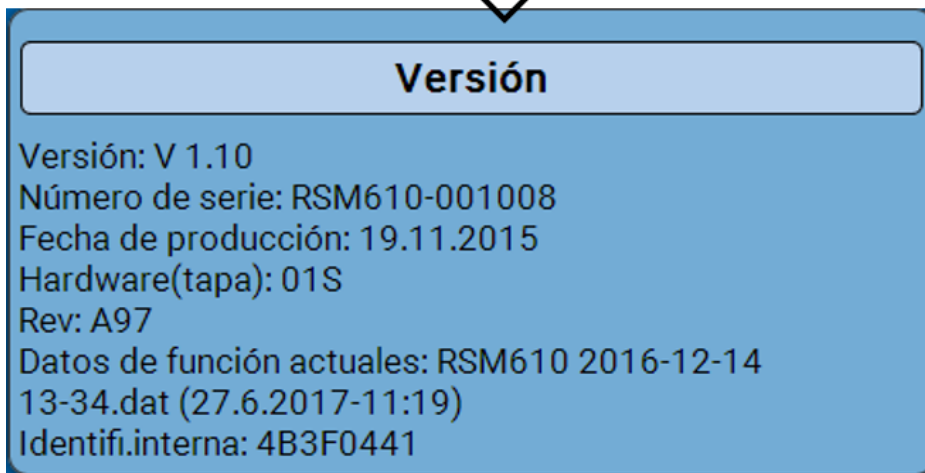 Versión
Versión: V 1.10
Número de serie: RSM610-001008
Fecha de producción: 19.11.2015
Hardware(tapa): 01S
Rev: A97
Datos de función actuales: RSM610 2016-12-14
13-34.dat (27.6.2017-11:19)
Identifi.interna: 4B3F0441